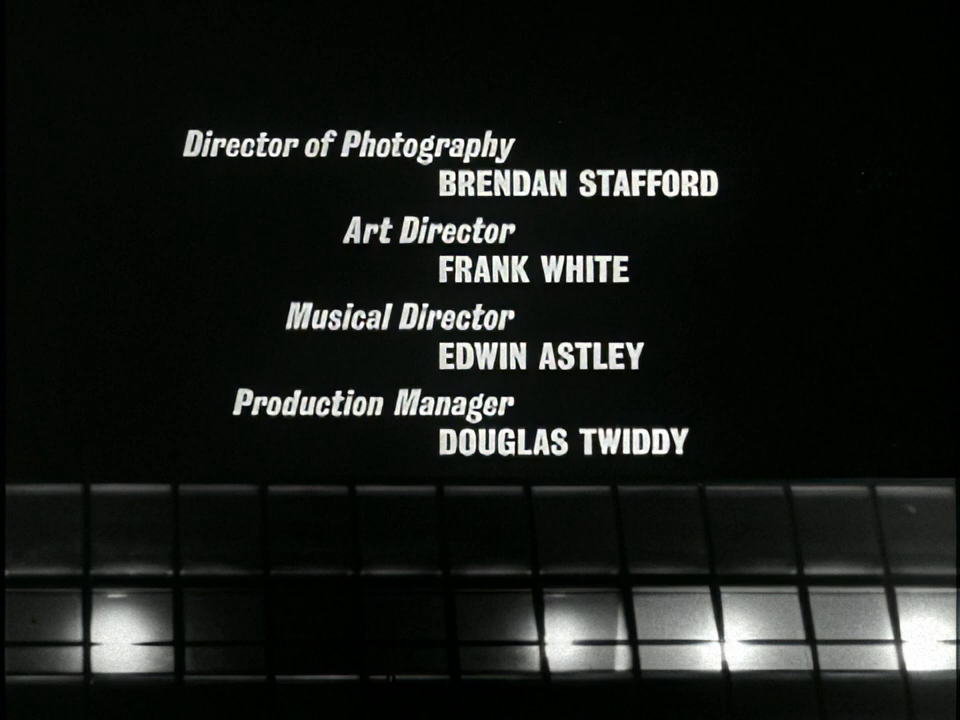 Director of Photography
BRENDAN STAFFORD
Art Director
FRANK WHITE
Musical Director
EDWIN ASTLEY
Production Manager
DOUGLAS TWIDDY